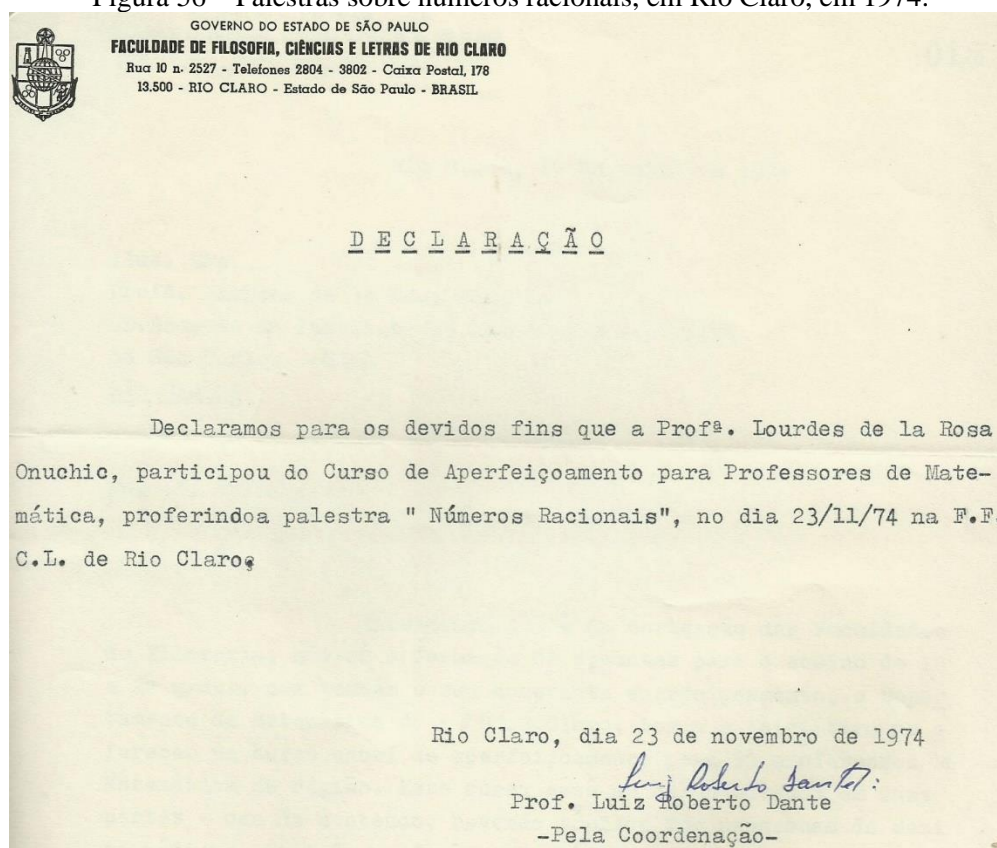 Figura 36 – Palestras sobre números racionais, em Rio Claro, em 1974.
GOVERNO DO ESTADO DE SÃO PAULO
FACULDADE DE FILOSOFIA, CIÊNCIAS E LETRAS DE RIO CLARO
Rua 10 n. 2527 - Telefones 2804 - 3802 - Caixa Postal, 178
13.500 - RIO CLARO - Estado de São Paulo - BRASIL
DECLARAÇÃO
Declaramos para os devidos fins que a Profª. Lourdes de la Rosa
Onuchic, participou do Curso de Aperfeiçoamento para Professores de Mate-
mática, proferindoa palestra " Números Racionais", no dia 23/11/74 na F.F.
C.L. de Rio Claro.
Rio Claro, dia 23 de novembro de 1974
Luiz Roberto Dante
Prof. Luiz Roberto Dante
-Pela Coordenação-